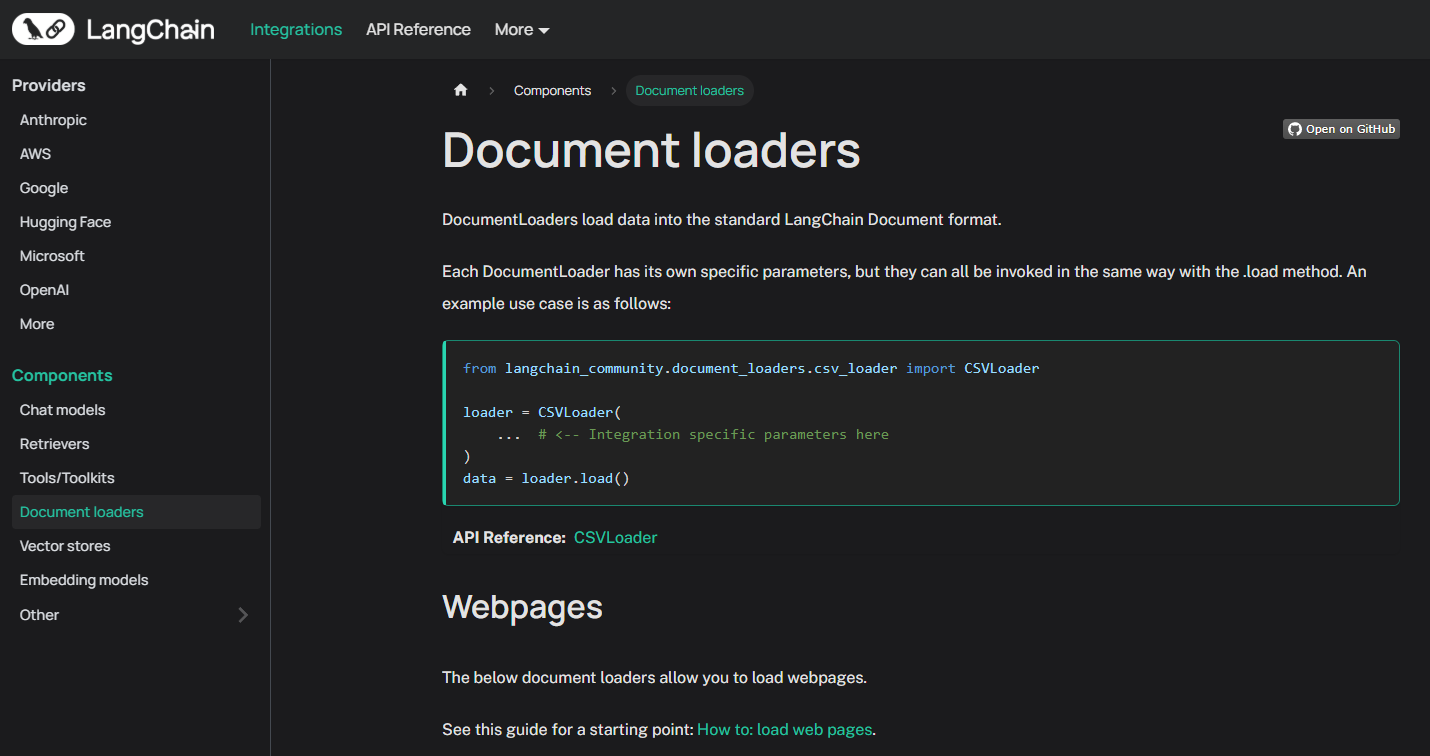 LangChain
Integrations
API Reference
More
Providers
Anthropic
AWS
Google
Hugging Face
Microsoft
OpenAI
More
Components
Chat models
Retrievers
Tools/Toolkits
Document loaders
Vector stores
Embedding models
Other
Components
Document loaders
Open on GitHub
Document loaders
DocumentLoaders load data into the standard LangChain Document format.
Each DocumentLoader has its own specific parameters, but they can all be invoked in the same way with the .load method. An
example use case is as follows:
from langchain_community.document_loaders.csv_loader import CSVLoader
loader = CSVLoader(
    ...  # <-- Integration specific parameters here
)
data = loader.load()
API Reference: CSVLoader
Webpages
The below document loaders allow you to load webpages.
See this guide for a starting point: How to: load web pages.